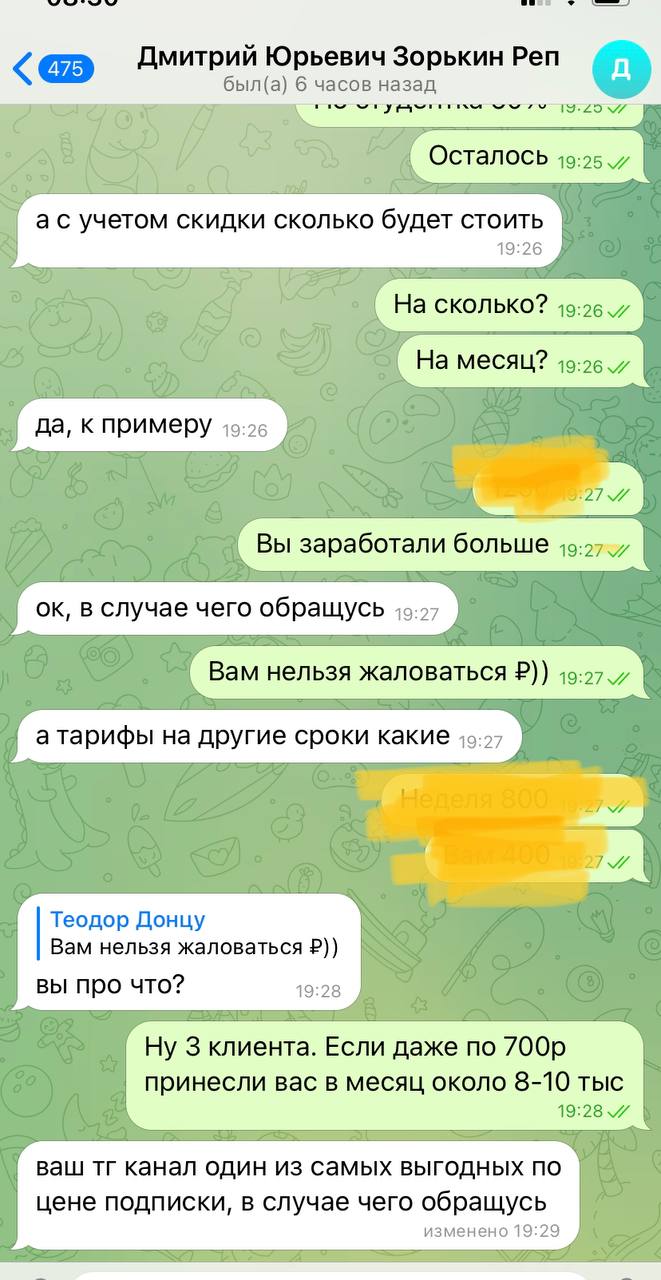 475
Дмитрий Юрьевич Зорькин Реп
был(а) 6 часов назад
Д
19:25
Осталось 19:25
а с учетом скидки сколько будет стоить
19:26
На сколько? 19:26
На месяц? 19:26
да, к примеру 19:26
19:27
Вы заработали больше 19:27
ок, в случае чего обращусь 19:27
Вам нельзя жаловаться ₽)) 19:27
а тарифы на другие сроки какие 19:27
Неделя 800 19:27
Вам 400 19:27
Теодор Донцу
Вам нельзя жаловаться ₽))
вы про что? 19:28
Ну 3 клиента. Если даже по 700р
принесли вас в месяц около 8-10 тыс
19:28
ваш тг канал один из самых выгодных по
цене подписки, в случае чего обращусь
изменено 19:29